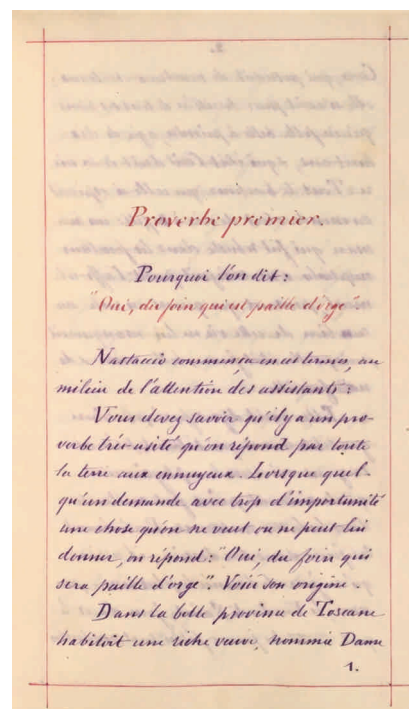 Proverbe premier.
Pourquoi l'on dit:
"Oui, du foin qui est paille d'orge".
Nastaccio commença en ces termes, au
milieu de l'attention des assistants:
Vous devez savoir qu'il y a un pro-
verbe très usité qu'on répond par toute
la terre aux ennuyeux. Lorsque quel-
qu'un demande avec trop d'importunité
une chose qu'on ne veut ou ne peut lui
donner, on répond: "Oui, du foin qui
sera paille d'orge". Voici son origine.
Dans la belle province de Toscane
habitoit une riche veuve, nommée Dame
1.